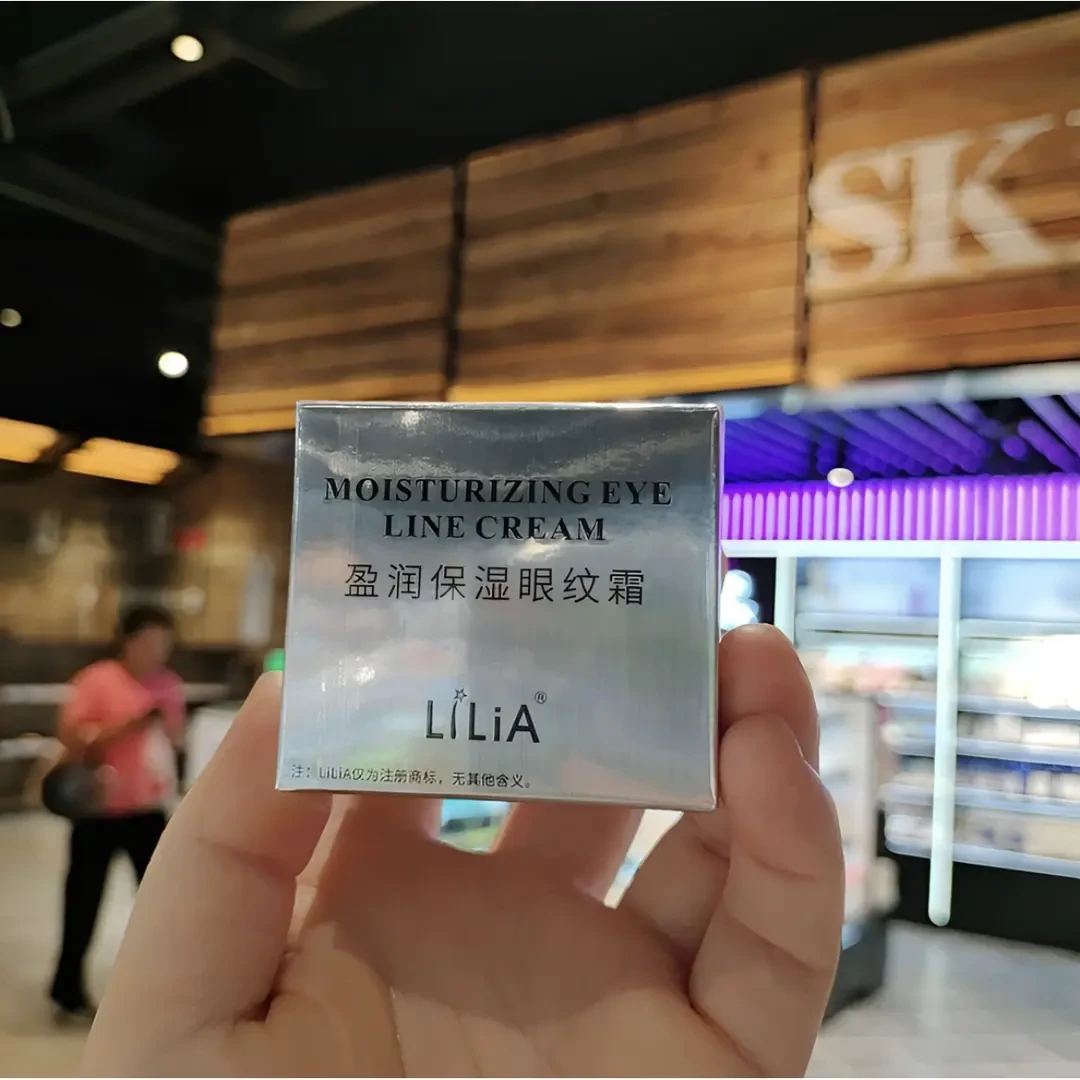 SK
MOISTURIZING EYE
LINE CREAM
盈润保湿眼纹霜
LiLiA®
注：LiLiA仅为注册商标，无其他含义。